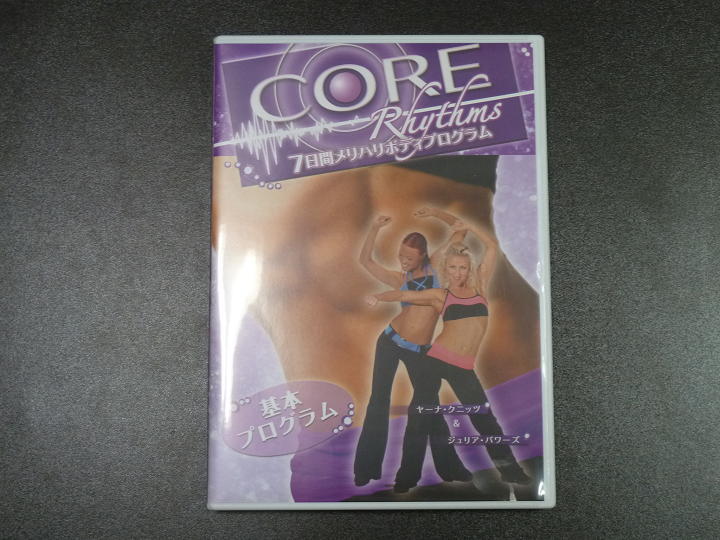 CORE
Rhythms
7日間メリハリボディプログラム
基本
プログラム
ヤーナ・クニッツ
&
ジュリア・パワーズ